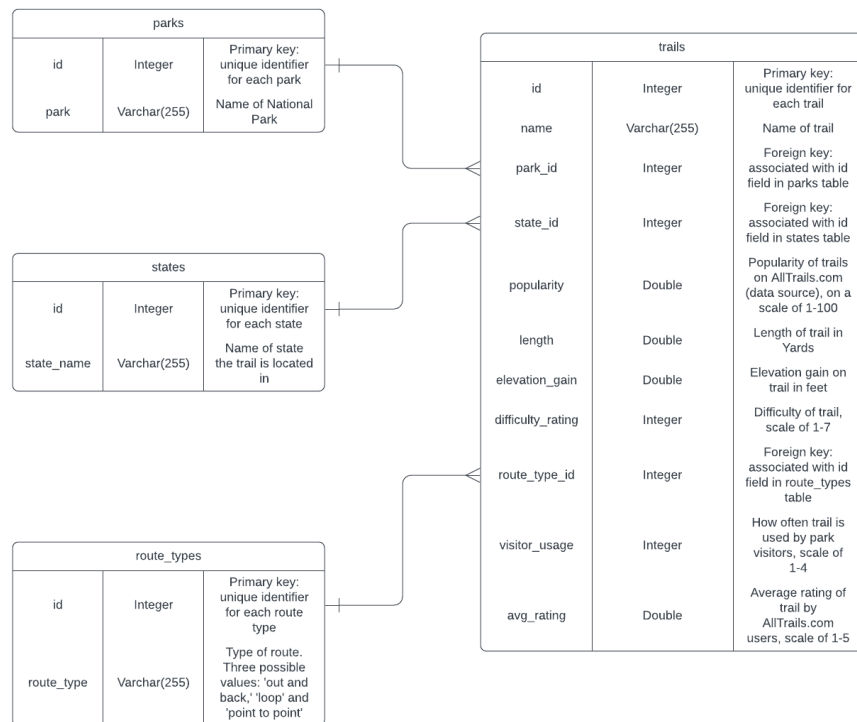 parks
id
Integer
Primary key:
unique identifier
for each park
park
Varchar(255)
Name of National
Park
states
id
Integer
Primary key:
unique identifier
for each state
state_name
Varchar(255)
Name of state
the trail is located
in
route_types
id
Integer
Primary key:
unique identifier
for each route
type
route_type
Varchar(255)
Type of route.
Three possible
values: 'out and
back,' 'loop' and
'point to point'
trails
id
Integer
Primary key:
unique identifier for
each trail
name
Varchar(255)
Name of trail
park_id
Integer
Foreign key:
associated with id
field in parks table
state_id
Integer
Foreign key:
associated with id
field in states table
popularity
Double
Popularity of trails
on AllTrails.com
(data source), on a
scale of 1-100
length
Double
Length of trail in
Yards
elevation_gain
Double
Elevation gain on
trail in feet
difficulty_rating
Integer
Difficulty of trail,
scale of 1-7
route_type_id
Integer
Foreign key:
associated with id
field in route_types
table
visitor_usage
Integer
How often trail is
used by park
visitors, scale of
1-4
avg_rating
Double
Average rating of
trail by
AllTrails.com
users, scale of 1-5